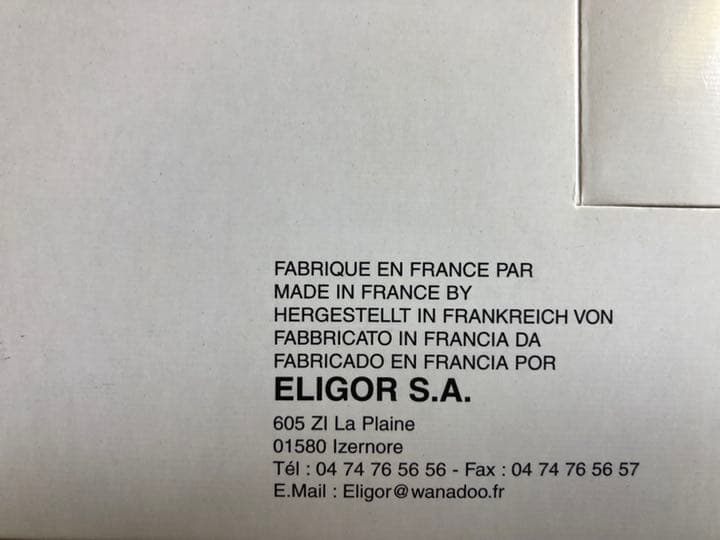 FABRIQUE EN FRANCE PAR
MADE IN FRANCE BY
HERGESTELLT IN FRANKREICH VON
FABBRICATO IN FRANCIA DA
FABRICADO EN FRANCIA POR
ELIGOR S.A.
605 ZI La Plaine
01580 Izernore
Tél : 04 74 76 56 56 - Fax : 04 74 76 56 57
E.Mail : Eligor@wanadoo.fr